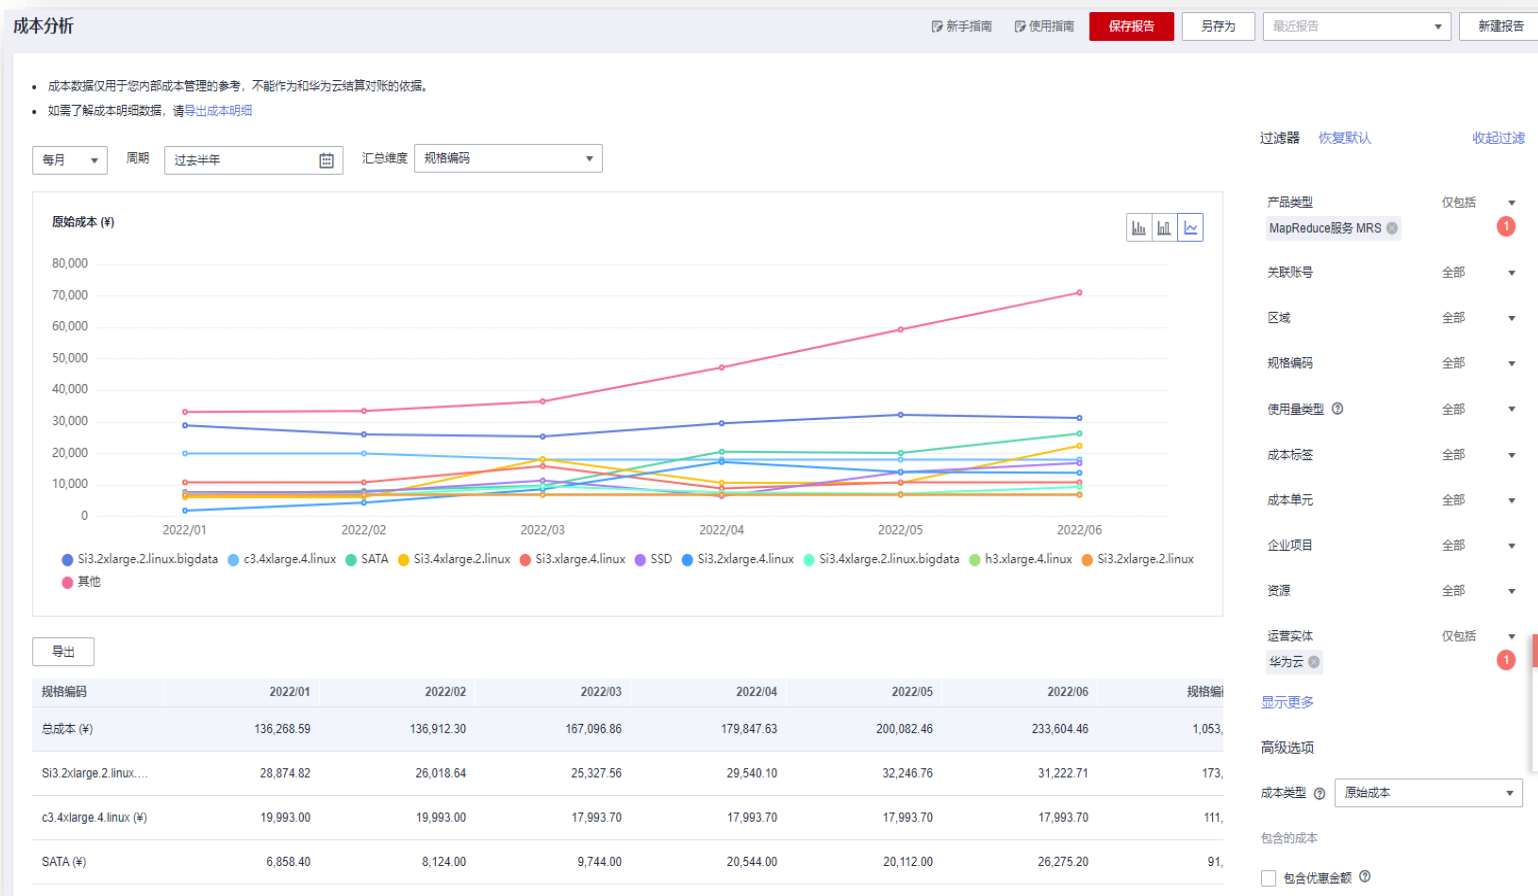 成本分析
新手指南
使用指南
保存报告
另存为
最近报告
新建报告
成本数据仅用于您内部成本管理的参考，不能作为和华为云结算对账的依据。
如需了解成本明细数据，请导出成本明细
每月
周期
过去半年
汇总维度
规格编码
原始成本 (¥)
80,000
70,000
60,000
50,000
40,000
30,000
20,000
10,000
0
2022/01 2022/02 2022/03 2022/04 2022/05 2022/06
Si3.2xlarge.2.linux.bigdata c3.4xlarge.4.linux SATA Si3.4xlarge.2.linux Si3.xlarge.4.linux SSD Si3.2xlarge.4.linux Si3.4xlarge.2.linux.bigdata h3.xlarge.4.linux Si3.2xlarge.2.linux
其他
导出
规格编码 2022/01 2022/02 2022/03 2022/04 2022/05 2022/06 规格编
总成本 (¥) 136,268.59 136,912.30 167,096.86 179,847.63 200,082.46 233,604.46 1,053,
Si3.2xlarge.2.linux.... 28,874.82 26,018.64 25,327.56 29,540.10 32,246.76 31,222.71 173,
c3.4xlarge.4.linux (¥) 19,993.00 19,993.00 17,993.70 17,993.70 17,993.70 17,993.70 111,
SATA (¥) 6,858.40 8,124.00 9,744.00 20,544.00 20,112.00 26,275.20 91,
过滤器 恢复默认 收起过滤
产品类型 仅包括
MapReduce服务 MRS 1
关联账号 全部
区域 全部
规格编码 全部
使用量类型 全部
成本标签 全部
成本单元 全部
企业项目 全部
资源 全部
运营实体 仅包括
华为云 1
显示更多
高级选项
成本类型 原始成本
包含的成本
包含优惠金额